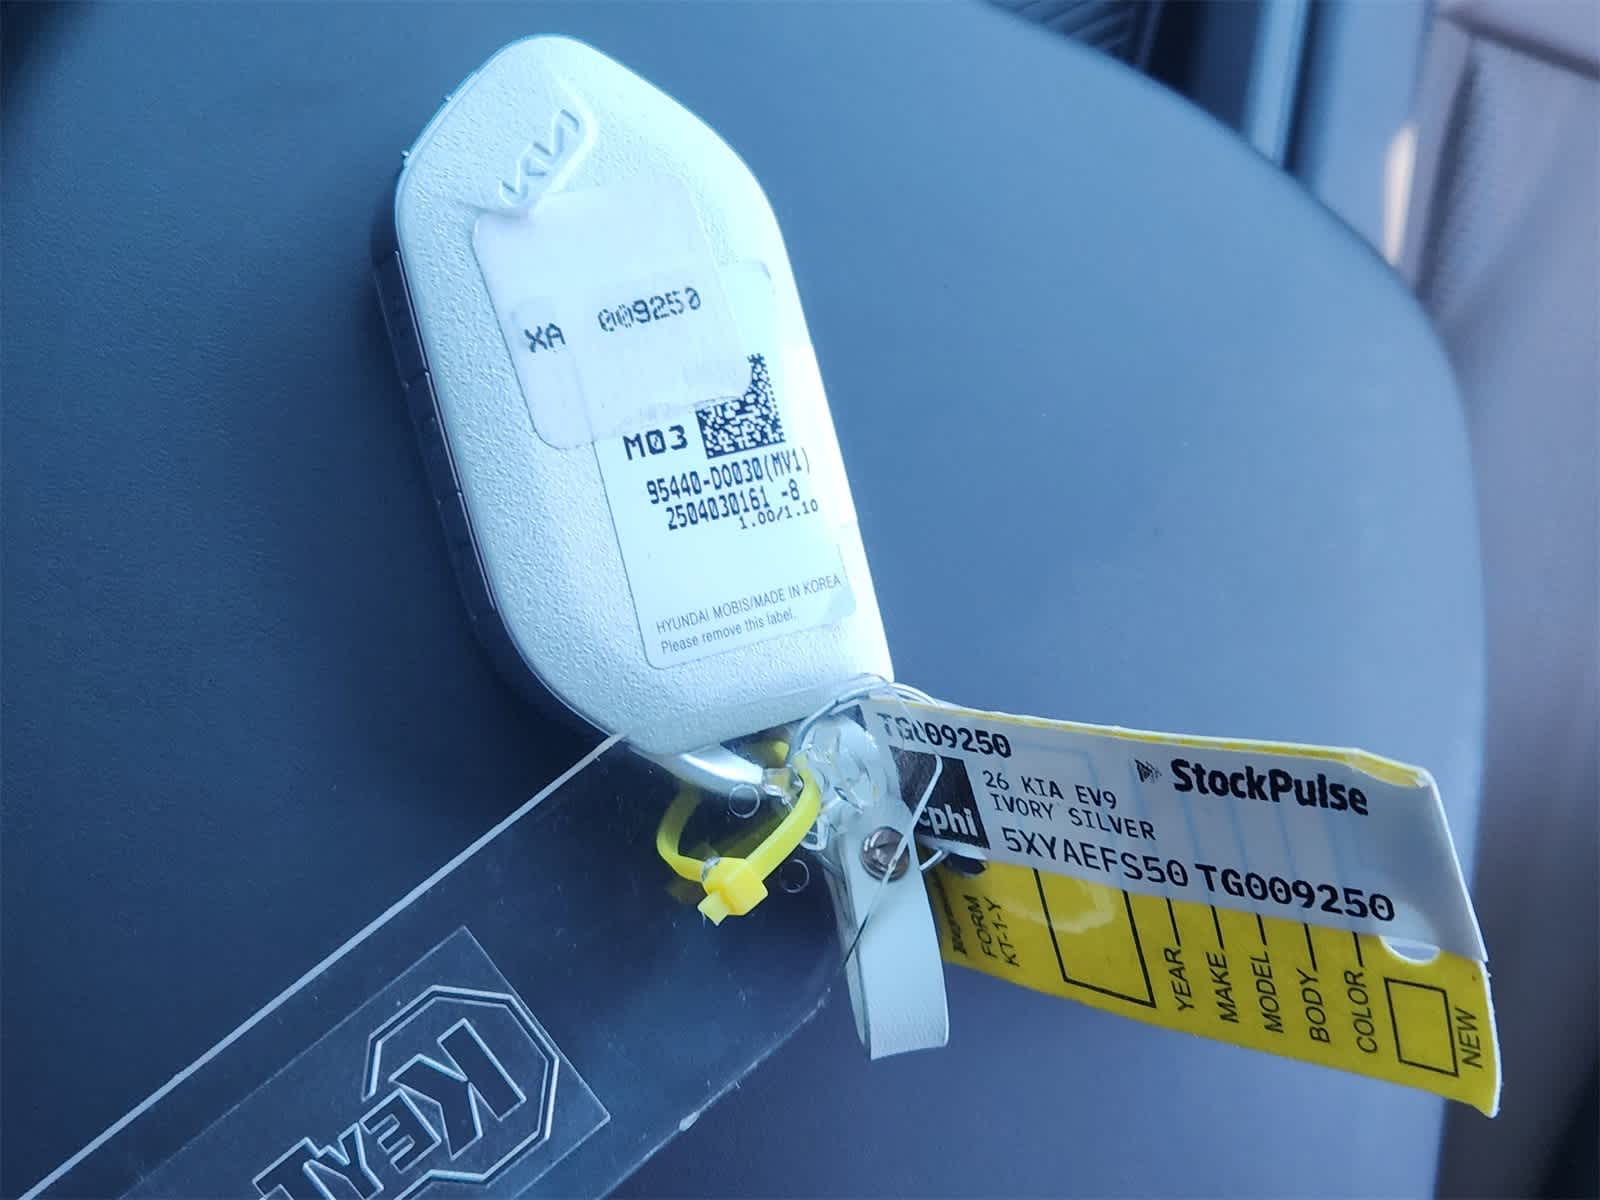 KIA
XA 009250
M03
95440-DO030(MV1)
2504030161 -8
1.00/1.10
HYUNDAI MOBIS/MADE IN KOREA
Please remove this label.
TG009250
StockPulse
26 KIA EV9
IVORY SILVER
5XYAEFS50 TG009250
FORM
KT-1-Y
YEAR
MAKE
MODEL
BODY
COLOR
NEW